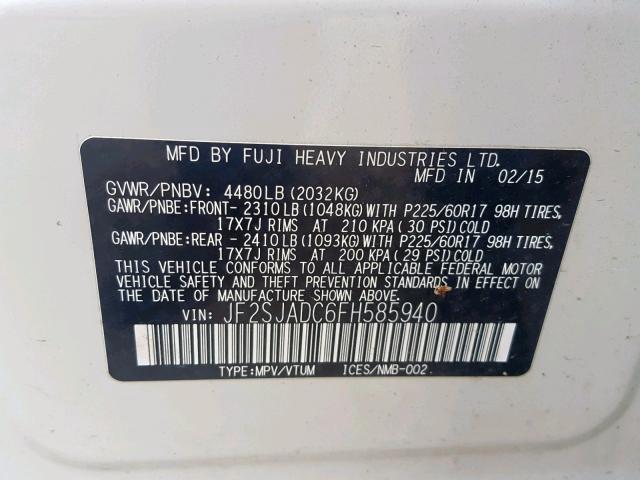 MFD BY FUJI HEAVY INDUSTRIES LTD.
MFD IN 02/15
GVWR/PNBV: 4480LB(2032KG)
GAWR/PNBE:FRONT-2310LB(1048KG)WITH P225/60R17 98H TIRES,
17X7J RIMS AT 210 KPA(30 PSI)COLD
GAWR/PNBE:REAR -2410LB(1093KG)WITH P225/60R17 98H TIRES,
17X7J RIMS AT 200 KPA(29 PSI)COLD
THIS VEHICLE CONFORMS TO ALL APPLICABLE FEDERAL MOTOR
VEHICLE SAFETY AND THEFT PREVENTION STANDARDS IN EFFECT ON
THE DATE OF MANUFACTURE SHOWN ABOVE.
VIN: JF2SJADC6FH585940
TYPE:MPV/VTUM ICES/NMB-002.